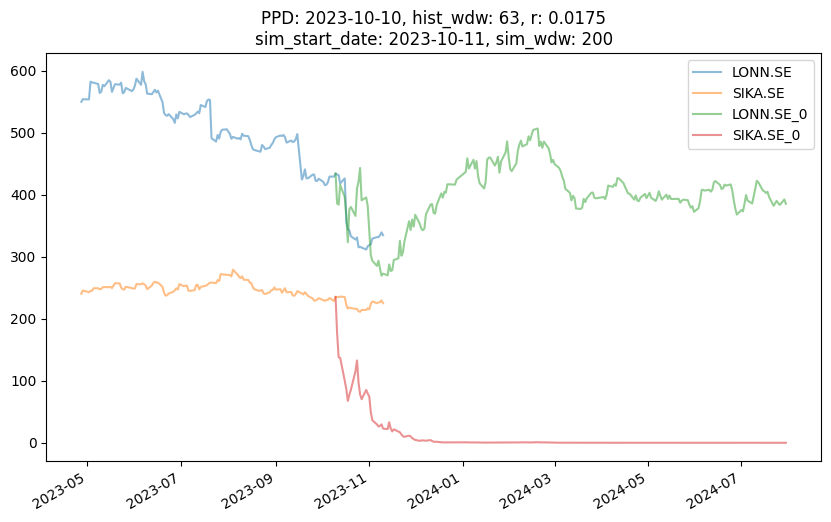 PPD: 2023-10-10, hist_wdw: 63, r: 0.0175
sim_start_date: 2023-10-11, sim_wdw: 200
600
500
400
300
200
100
0
LONN.SE
SIKA.SE
LONN.SE_0
SIKA.SE_0
2023-05
2023-07
2023-09
2023-11
2024-01
2024-03
2024-05
2024-07